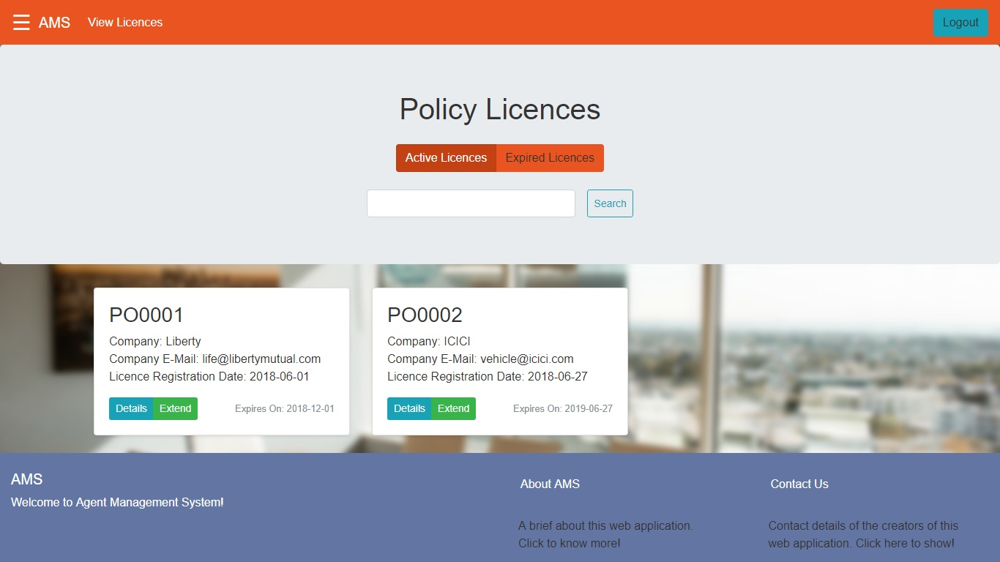 ☰ AMS View Licences Logout
Policy Licences
Active Licences Expired Licences
Search
PO0001
Company: Liberty
Company E-Mail: life@libertymutual.com
Licence Registration Date: 2018-06-01
Details Extend Expires On: 2018-12-01
PO0002
Company: ICICI
Company E-Mail: vehicle@icici.com
Licence Registration Date: 2018-06-27
Details Extend Expires On: 2019-06-27
AMS
Welcome to Agent Management System!
About AMS
A brief about this web application.
Click to know more!
Contact Us
Contact details of the creators of this
web application. Click here to show!